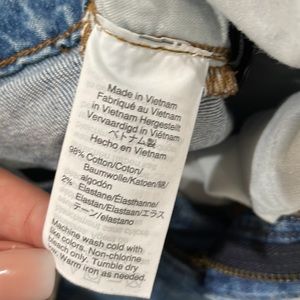 Made in Vietnam
Fabriqué au Vietnam
in Vietnam Hergestellt
Vervaardigd in Vietnam
ベトナム製
Hecho en Vietnam
98% Cotton/Coton/
Baumwolle/Katoen/綿/
algodón
2% Elastane/Élasthanne/
Elastan/Elastaan/エラス
テーン/elastano
Machine wash cold with
like colors. Non-chlorine
bleach only. Tumble dry
low. Warm iron as needed.